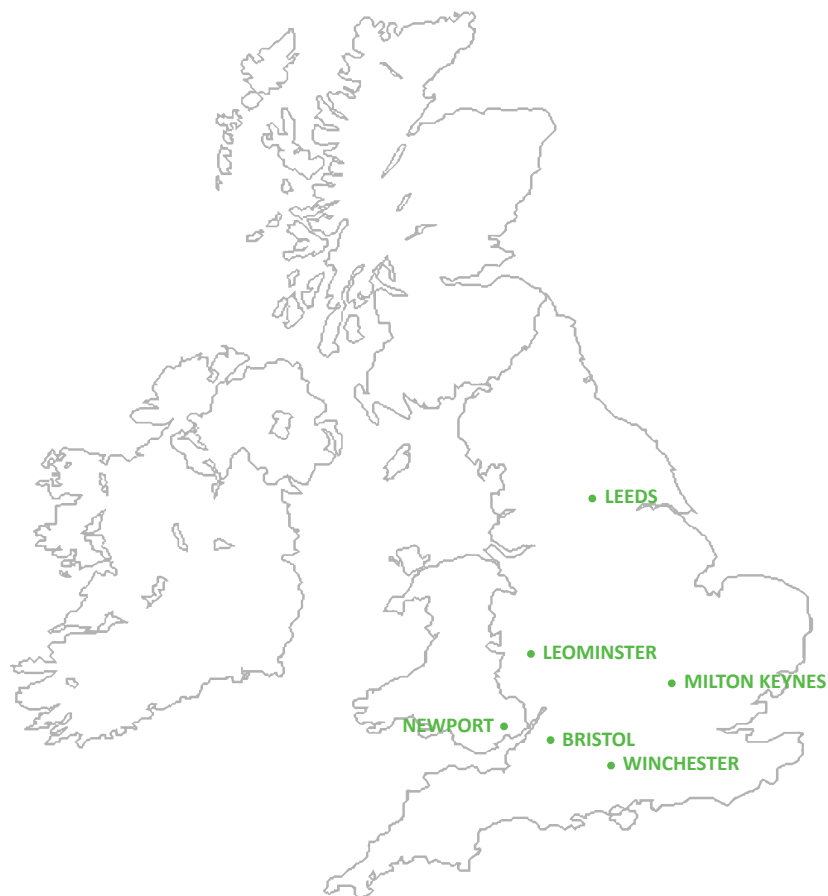 LEEDS
LEOMINSTER
MILTON KEYNES
NEWPORT
BRISTOL
WINCHESTER